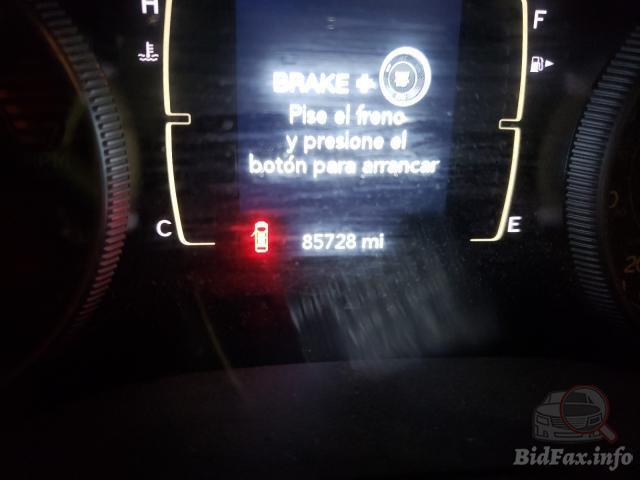 H
F
BRAKE +
Pise el freno
y presione el
botón para arrancar
C
E
85728 mi
BidFax.info